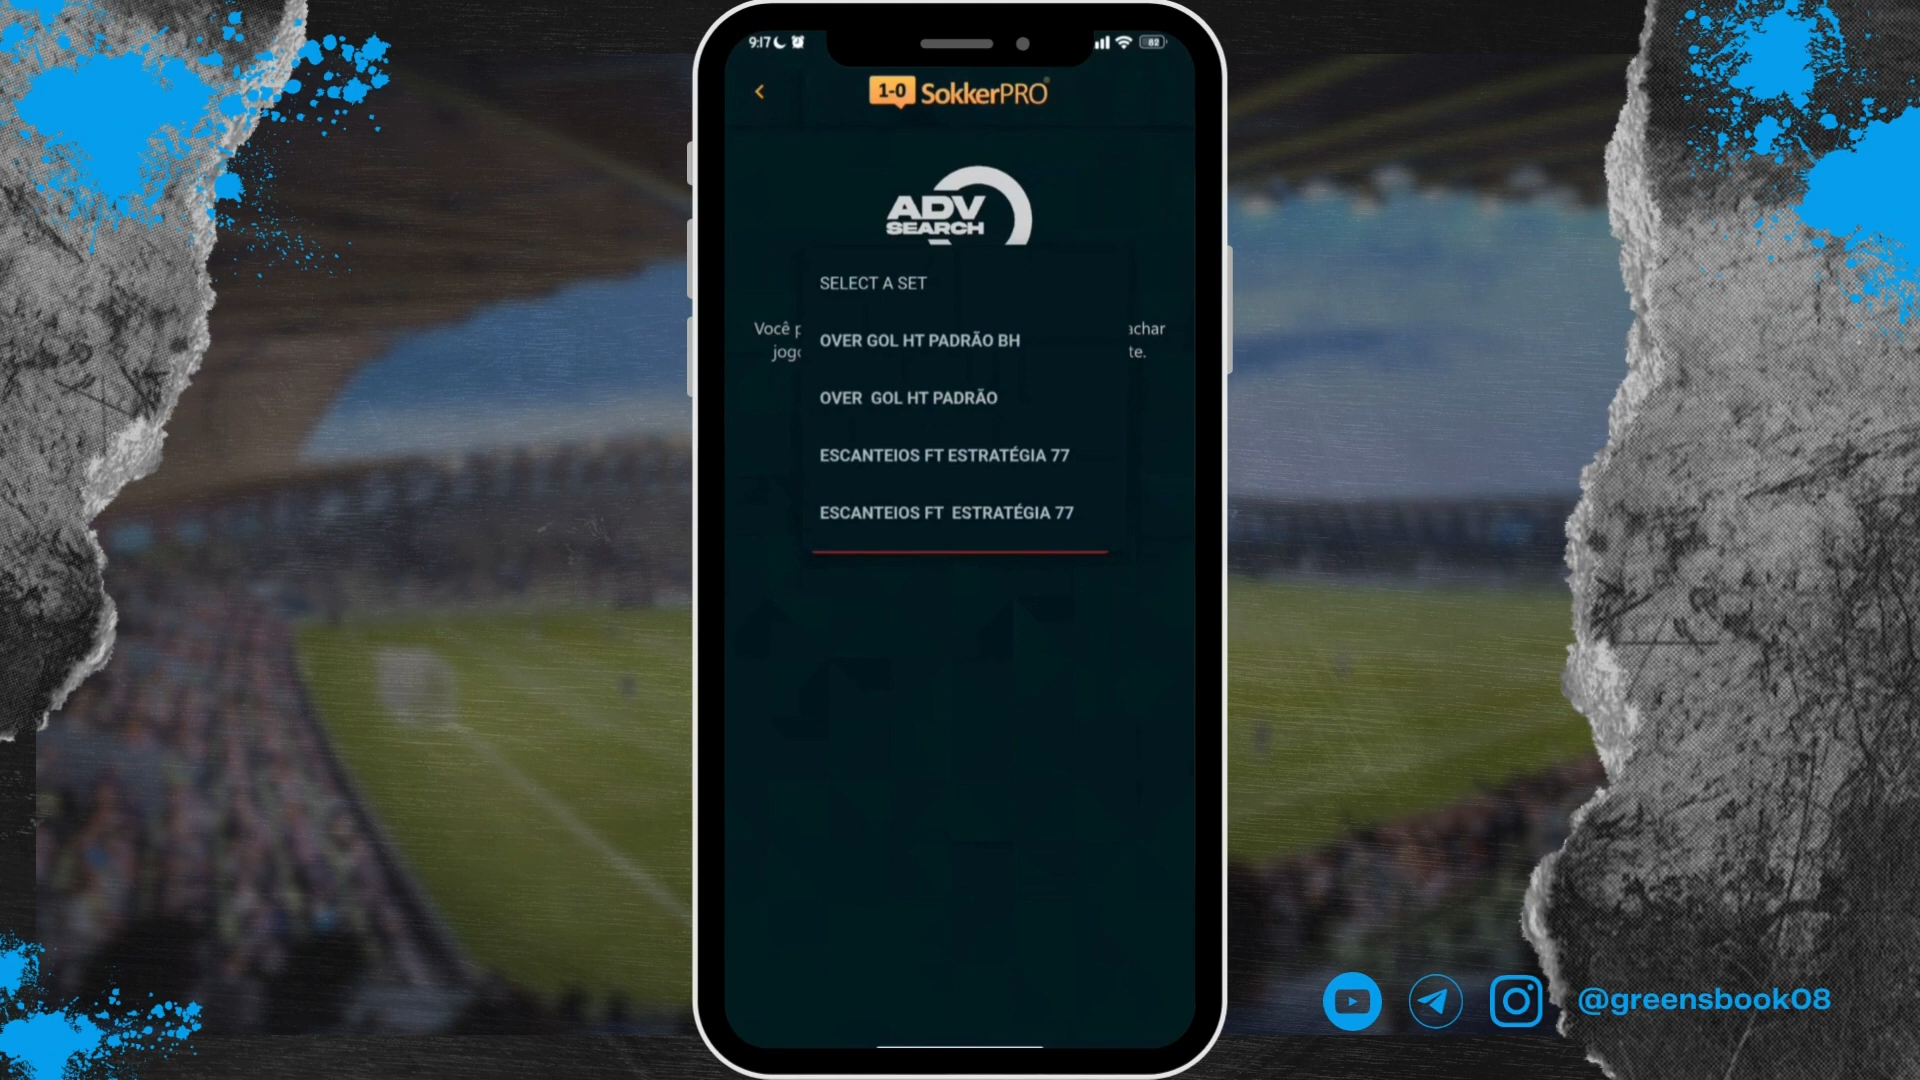 9:17
82
1-0 SokkerPRO
ADV
SEARCH
SELECT A SET
Você
achar
te.
OVER GOL HT PADRÃO BH
OVER  GOL HT PADRÃO
ESCANTEIOS FT ESTRATÉGIA 77
ESCANTEIOS FT  ESTRATÉGIA 77
@greensbook08